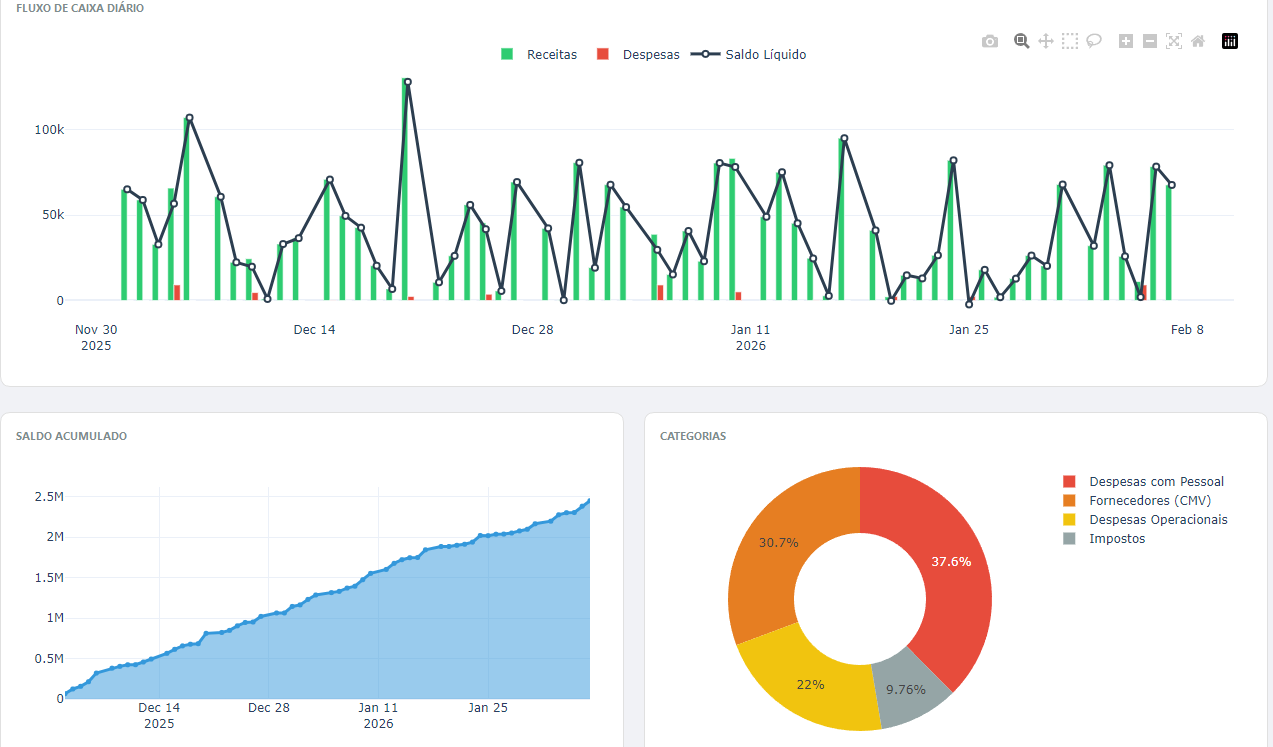 FLUXO DE CAIXA DIÁRIO
Receitas Despesas Saldo Líquido
100k
50k
0
Nov 30 Dec 14 Dec 28 Jan 11 Jan 25 Feb 8
2025 2026
SALDO ACUMULADO
2.5M
2M
1.5M
1M
0.5M
0
Dec 14 Dec 28 Jan 11 Jan 25
2025 2026
CATEGORIAS
Despesas com Pessoal
Fornecedores (CMV)
Despesas Operacionais
Impostos
30.7%
37.6%
22%
9.76%